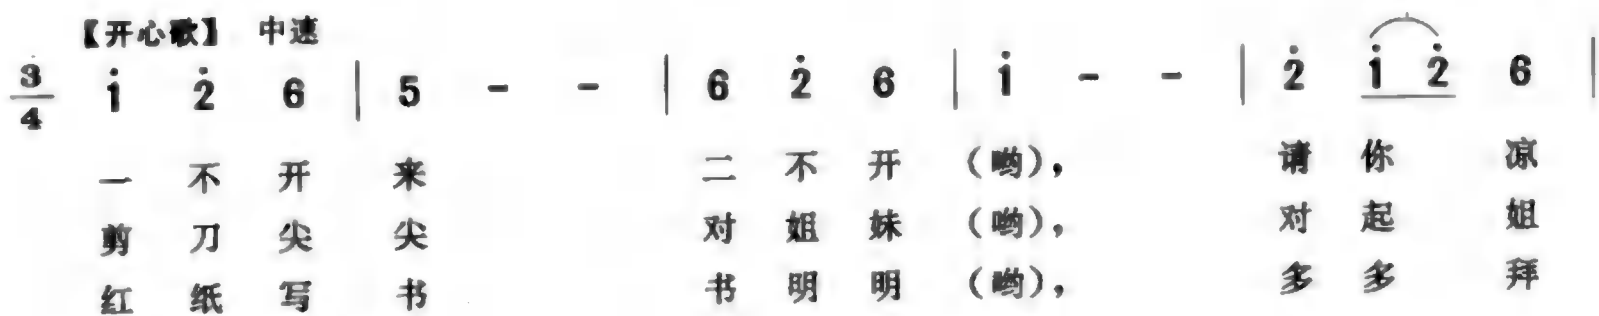 【开心歌】 中速
3/4 1̇ 2̇ 6 | 5 - - | 6 2̇ 6 | 1̇ - - | 2̇ 1̇ 2̇ 6 |
一 不 开 来 二 不 开 (哟), 请 你 凉
剪 刀 尖 尖 对 姐 妹 (哟), 对 起 姐
红 纸 写 书 书 明 明 (哟), 多 多 拜